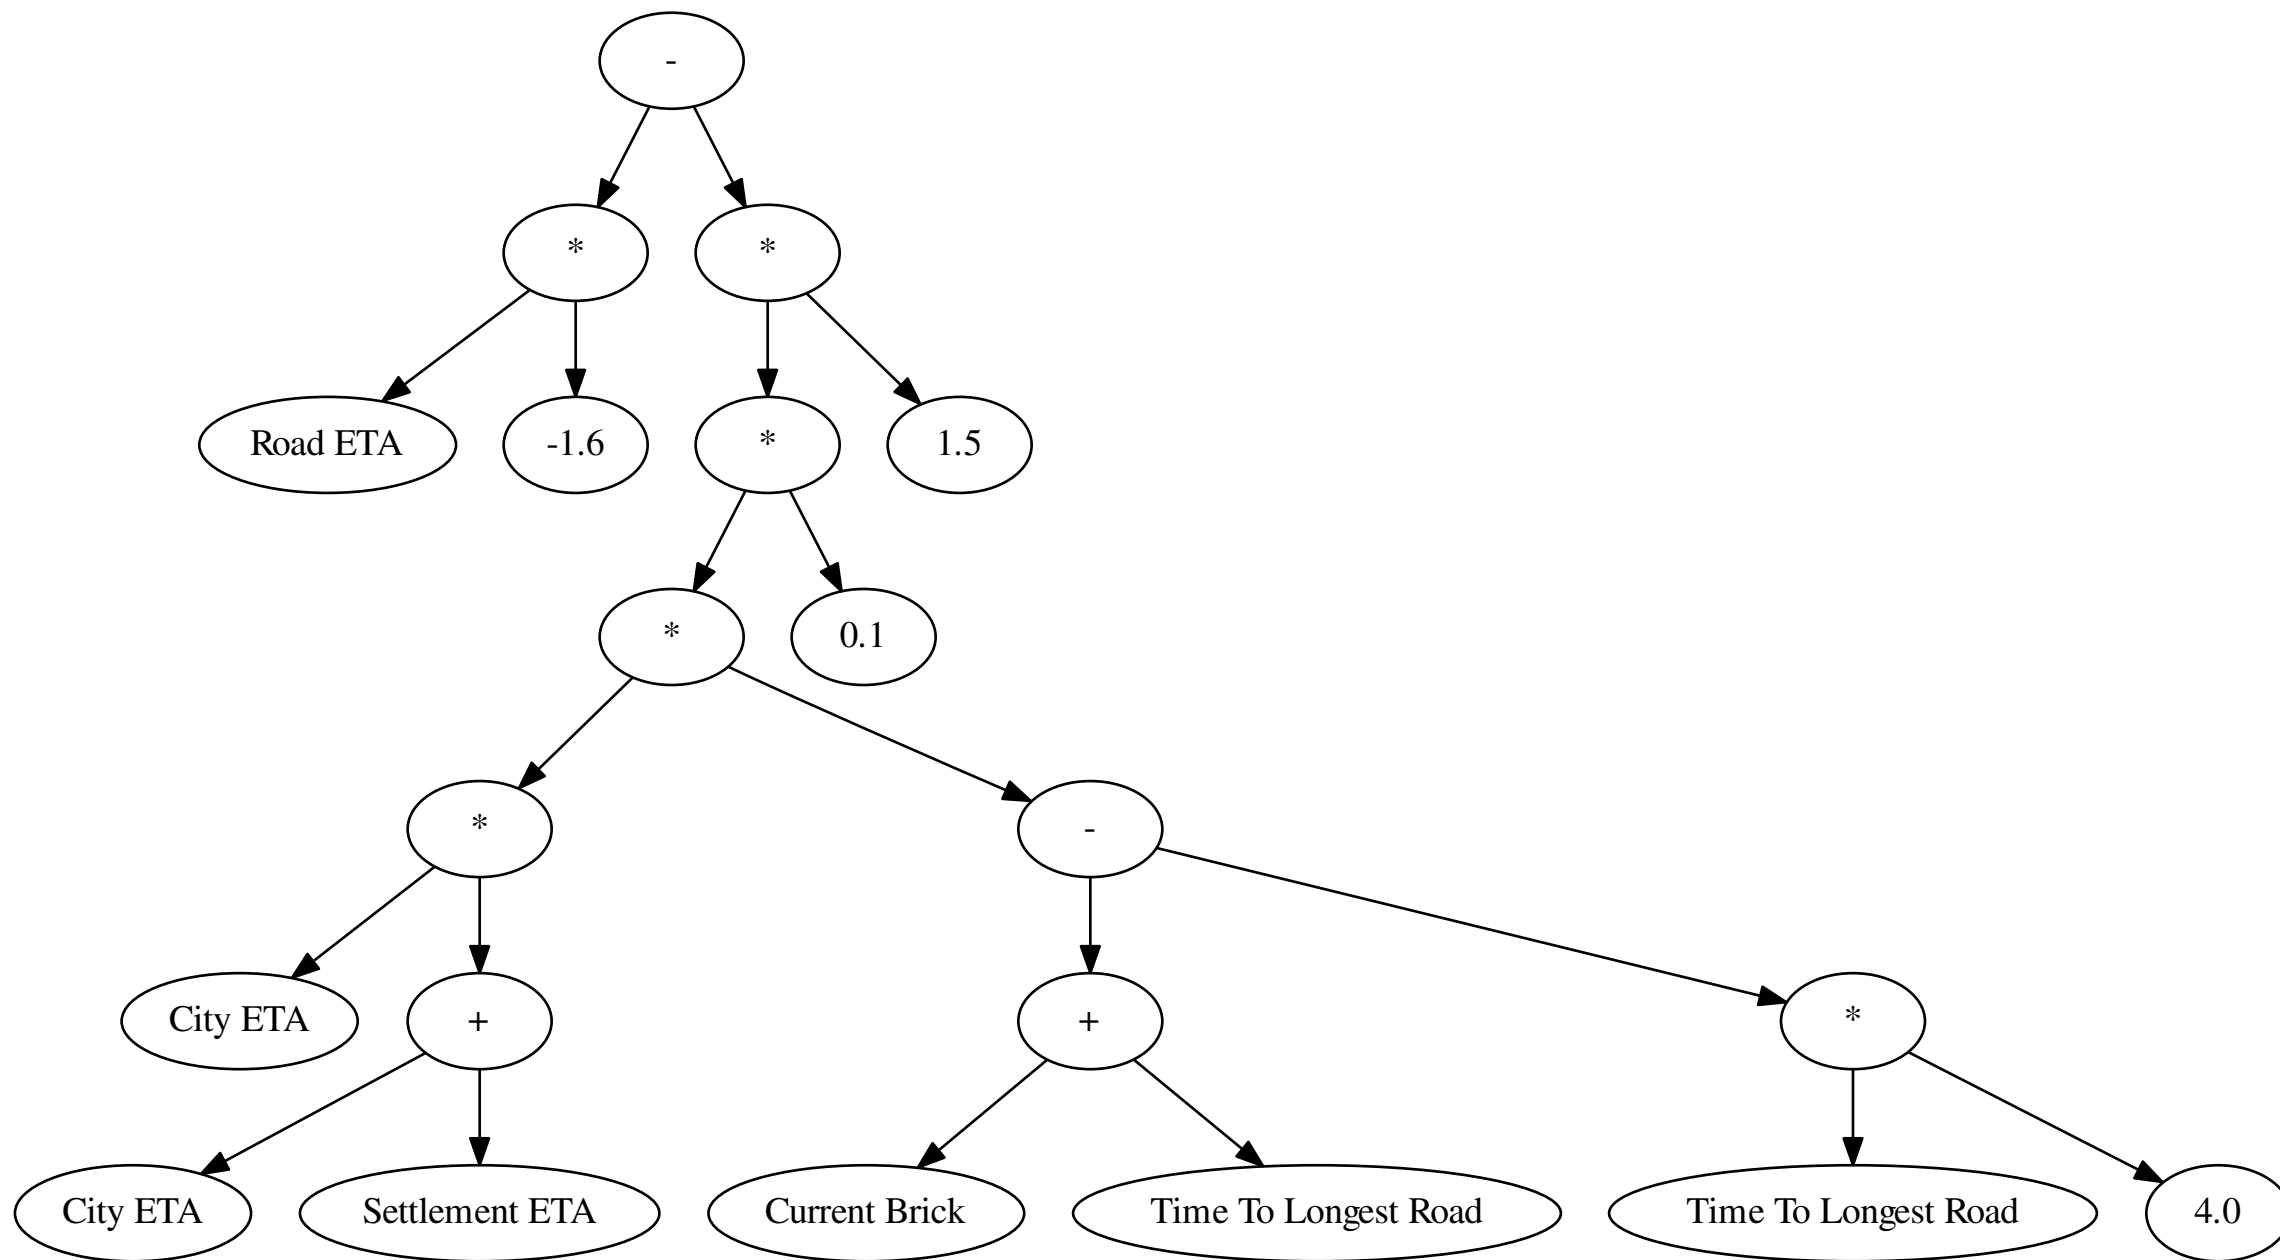 -
*
*
Road ETA
-1.6
*
1.5
*
0.1
*
-
City ETA
+
+
*
City ETA
Settlement ETA
Current Brick
Time To Longest Road
Time To Longest Road
4.0